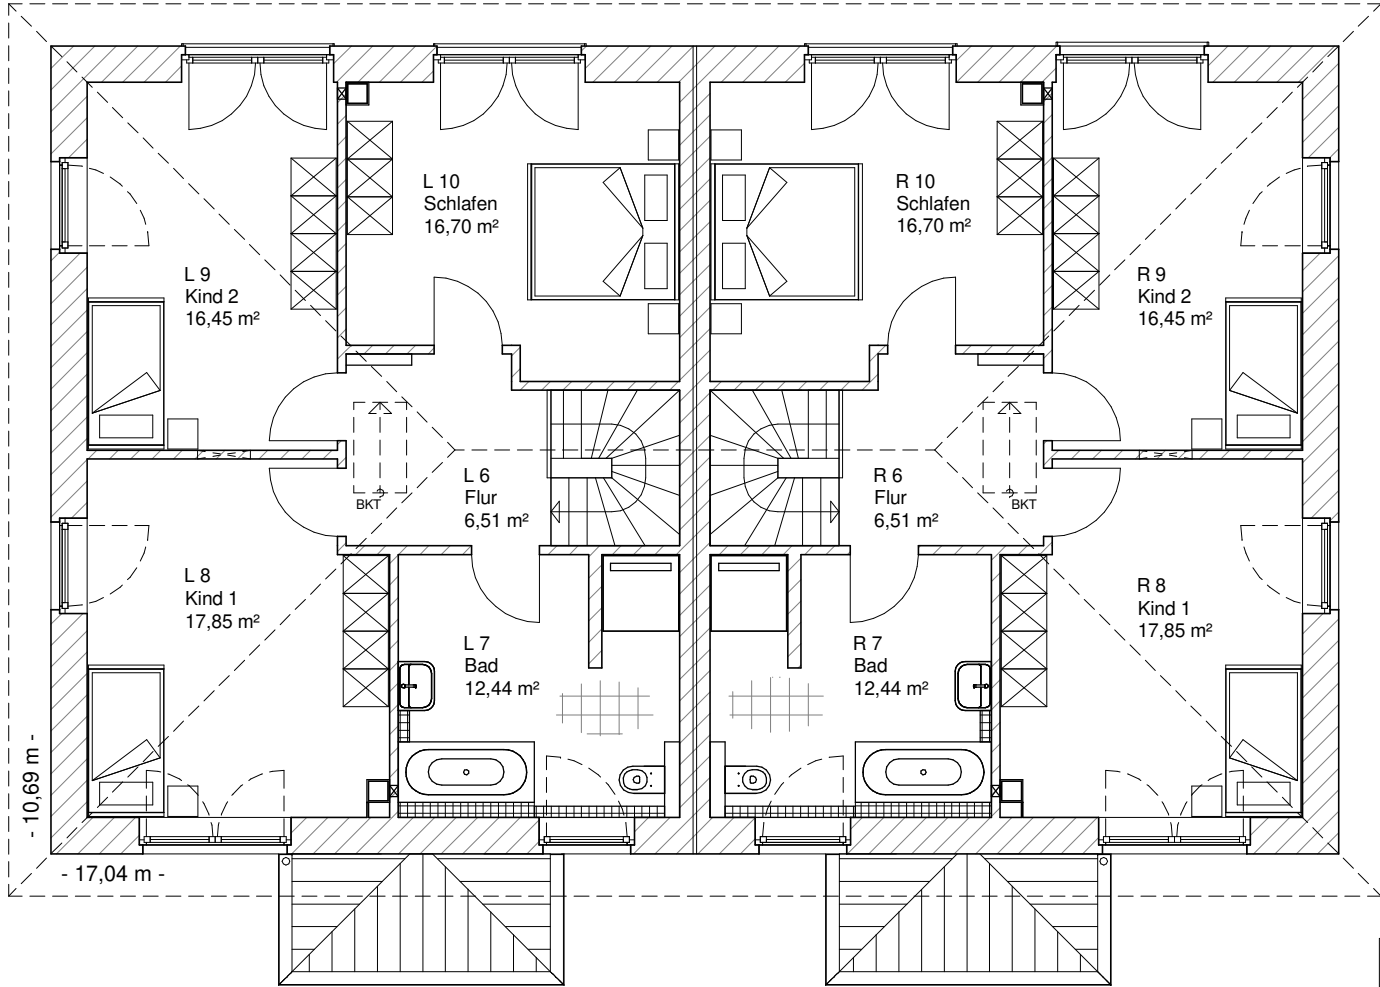 L 10
Schlafen
16,70 m²
R 10
Schlafen
16,70 m²
L 9
Kind 2
16,45 m²
R 9
Kind 2
16,45 m²
BKT
L 6
Flur
6,51 m²
R 6
Flur
6,51 m²
BKT
L 8
Kind 1
17,85 m²
R 8
Kind 1
17,85 m²
L 7
Bad
12,44 m²
R 7
Bad
12,44 m²
- 10,69 m -
- 17,04 m -